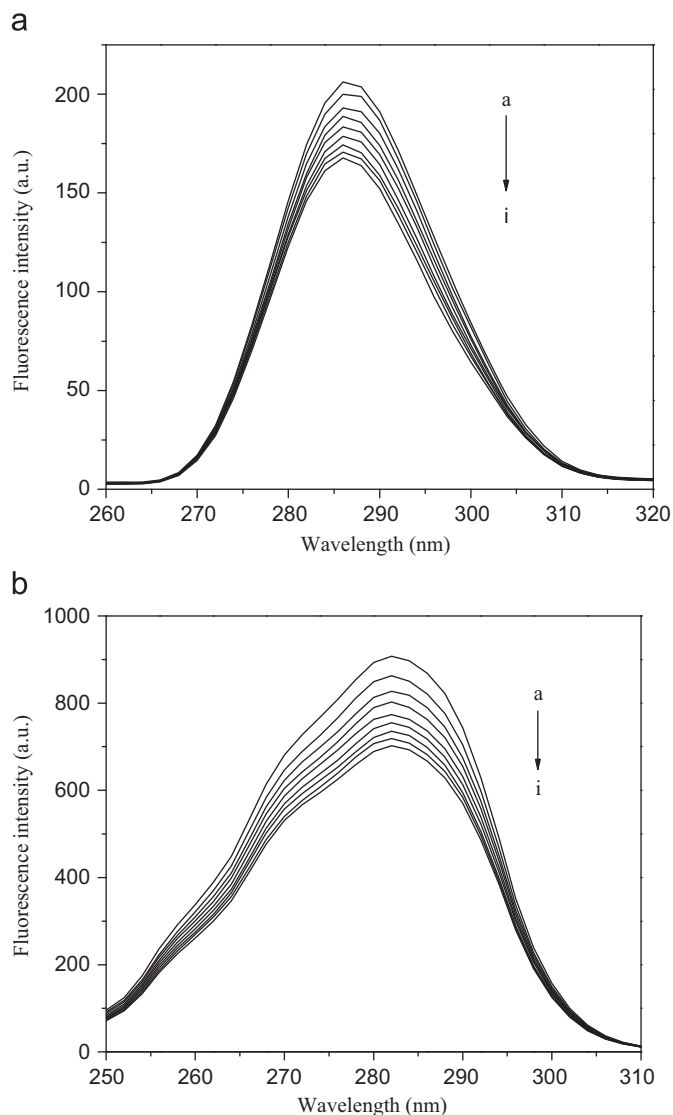 a
200
150
100
50
0
Fluorescence intensity (a.u.)
a
i
260 270 280 290 300 310 320
Wavelength (nm)
b
1000
800
600
400
200
0
Fluorescence intensity (a.u.)
a
i
250 260 270 280 290 300 310
Wavelength (nm)